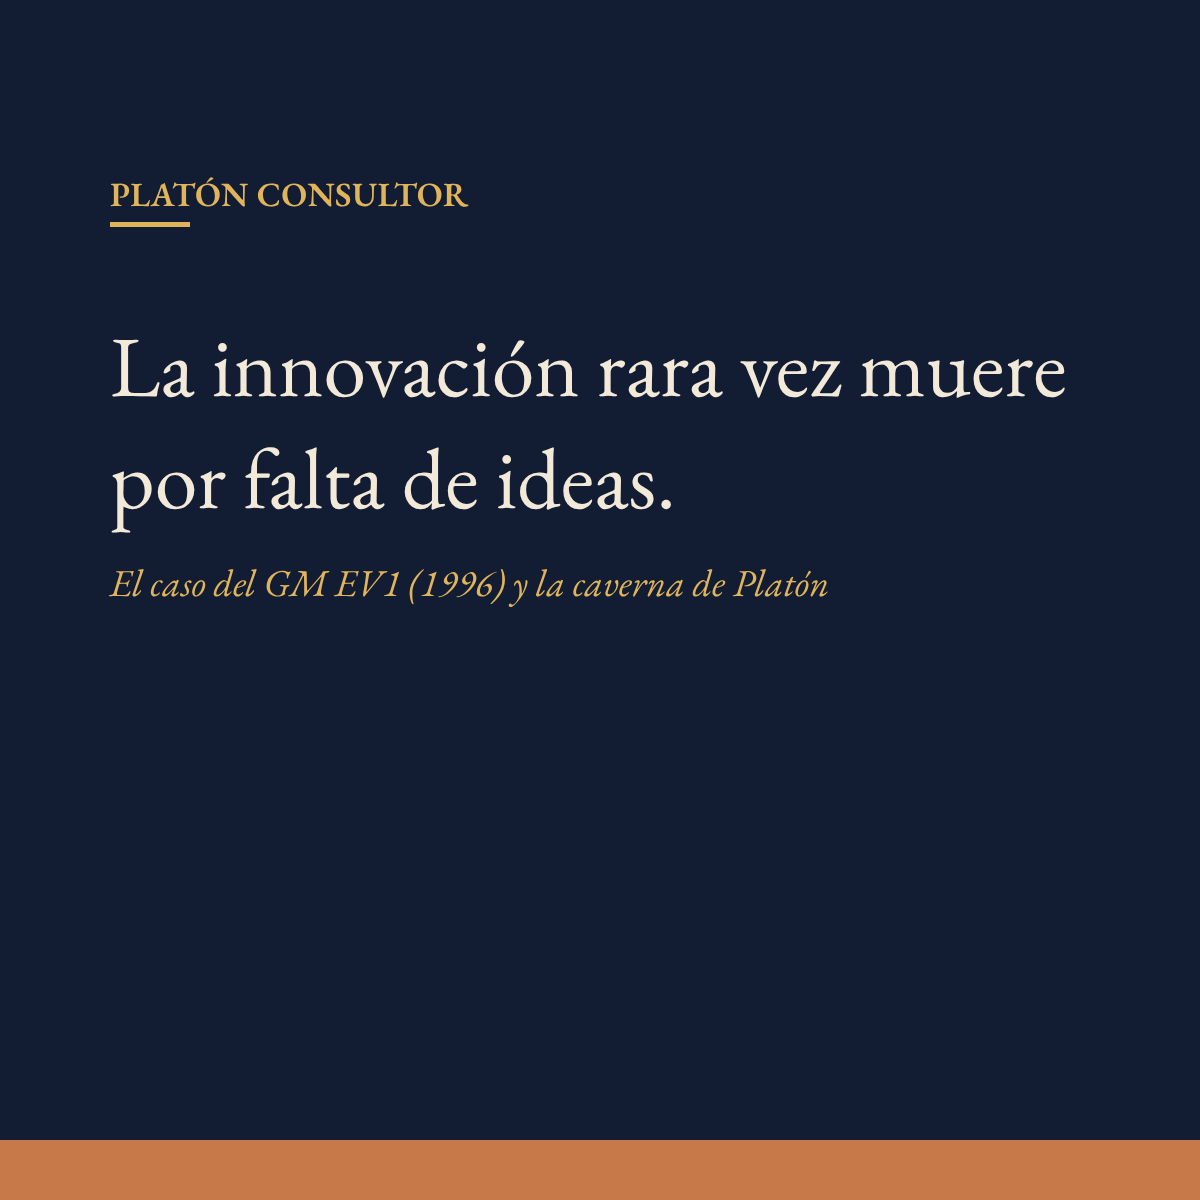 PLATÓN CONSULTOR
La innovación rara vez muere
por falta de ideas.
El caso del GM EV1 (1996) y la caverna de Platón